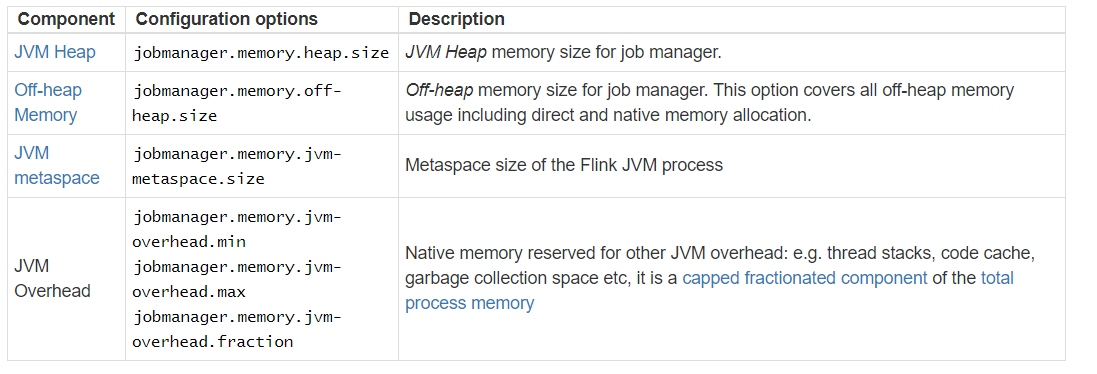 Component Configuration options Description
JVM Heap jobmanager.memory.heap.size JVM Heap memory size for job manager.
Off-heap
Memory
jobmanager.memory.off-
heap.size
Off-heap memory size for job manager. This option covers all off-heap memory
usage including direct and native memory allocation.
JVM
metaspace
jobmanager.memory.jvm-
metaspace.size
Metaspace size of the Flink JVM process
JVM
Overhead
jobmanager.memory.jvm-
overhead.min
jobmanager.memory.jvm-
overhead.max
jobmanager.memory.jvm-
overhead.fraction
Native memory reserved for other JVM overhead: e.g. thread stacks, code cache,
garbage collection space etc, it is a capped fractionated component of the total
process memory